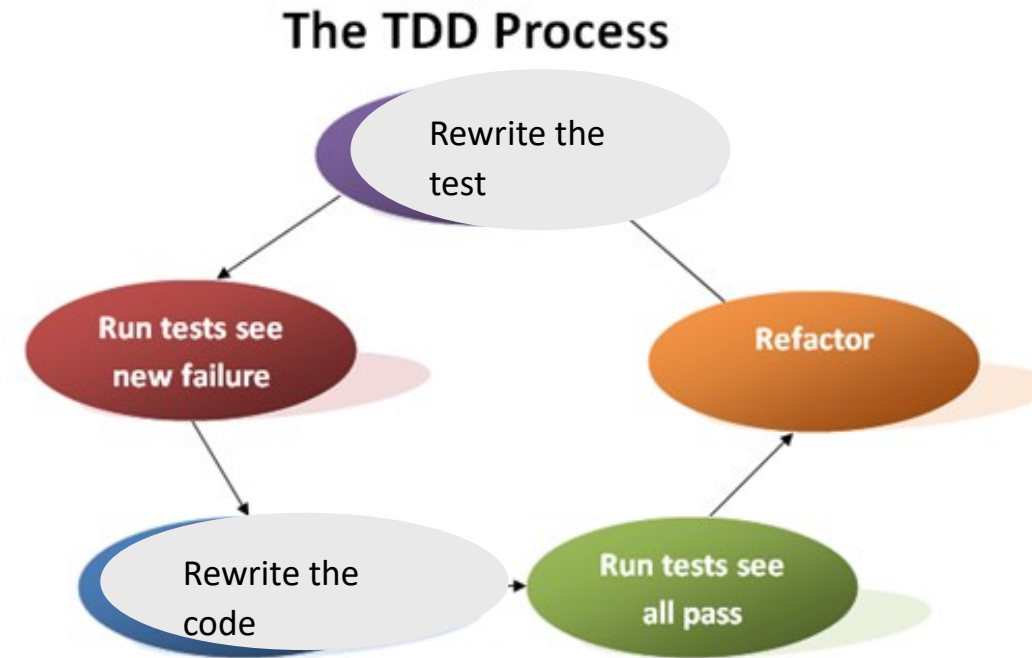 The TDD Process
Rewrite the
test
Run tests see
new failure
Refactor
Rewrite the
code
Run tests see
all pass